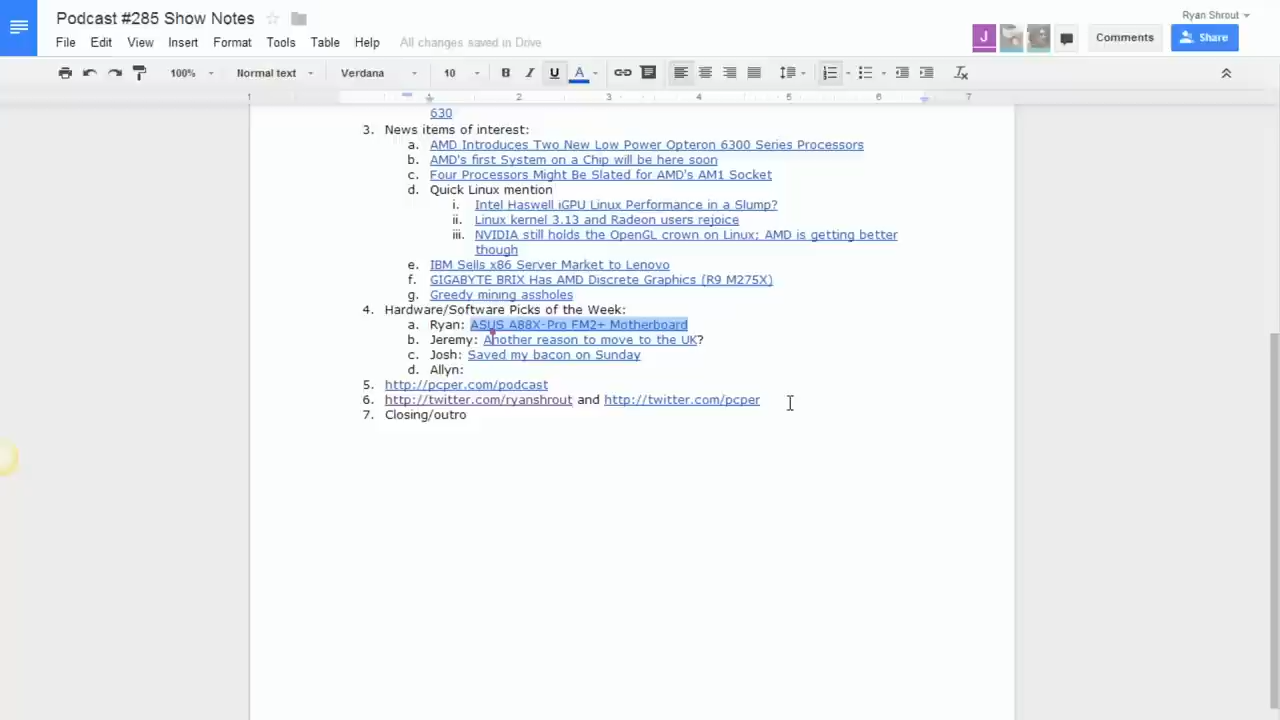 Podcast #285 Show Notes
Ryan Shrout
File Edit View Insert Format Tools Table Help All changes saved in Drive
J
Comments
Share
100% Normal text Verdana 10 B I U A
1 1 2 3 4 5 6 7
630
3. News items of interest:
a. AMD Introduces Two New Low Power Opteron 6300 Series Processors
b. AMD's first System on a Chip will be here soon
c. Four Processors Might Be Slated for AMD's AM1 Socket
d. Quick Linux mention
i. Intel Haswell iGPU Linux Performance in a Slump?
ii. Linux kernel 3.13 and Radeon users rejoice
iii. NVIDIA still holds the OpenGL crown on Linux; AMD is getting better
though
e. IBM Sells x86 Server Market to Lenovo
f. GIGABYTE BRIX Has AMD Discrete Graphics (R9 M275X)
g. Greedy mining assholes
4. Hardware/Software Picks of the Week:
a. Ryan: ASUS A88X-Pro FM2+ Motherboard
b. Jeremy: Another reason to move to the UK?
c. Josh: Saved my bacon on Sunday
d. Allyn:
5. http://pcper.com/podcast
6. http://twitter.com/ryanshrout and http://twitter.com/pcper
7. Closing/outro